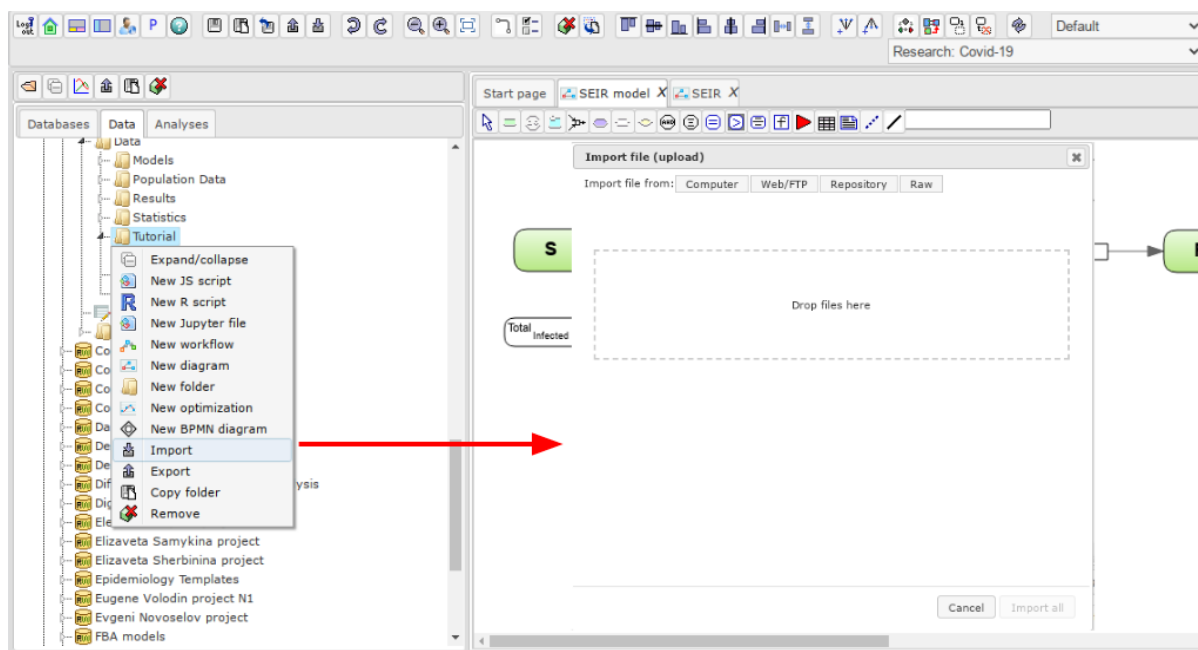 Log out
P
?
Default
Research: Covid-19
Databases Data Analyses
Start page SEIR model X SEIR X
Data
Models
Population Data
Results
Statistics
Tutorial
Expand/collapse
New JS script
New R script
New Jupyter file
New workflow
New diagram
New folder
New optimization
New BPMN diagram
Import
Export
Copy folder
Remove
Co
Co
Co
Co
Da
De
De
Dif ysis
Dig
Ele
Elizaveta Samykina project
Elizaveta Sherbinina project
Epidemiology Templates
Eugene Volodin project N1
Evgeni Novoselov project
FBA models
Import file (upload)
Import file from: Computer Web/FTP Repository Raw
S
Total Infected
Drop files here
Cancel Import all